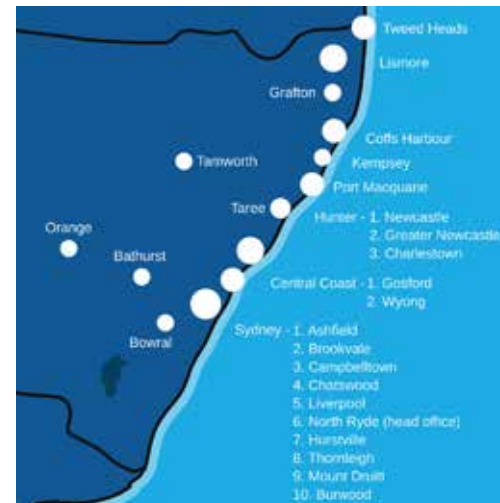 Tweed Heads
Lismore
Grafton
Coffs Harbour
Tamworth
Kempsey
Port Macquarie
Taree
Hunter - 1. Newcastle
2. Greater Newcastle
3. Charlestown
Orange
Bathurst
Central Coast - 1. Gosford
2. Wyong
Bowral
Sydney - 1. Ashfield
2. Brookvale
3. Campbelltown
4. Chatswood
5. Liverpool
6. North Ryde (head office)
7. Hurstville
8. Thornleigh
9. Mount Druitt
10. Burwood